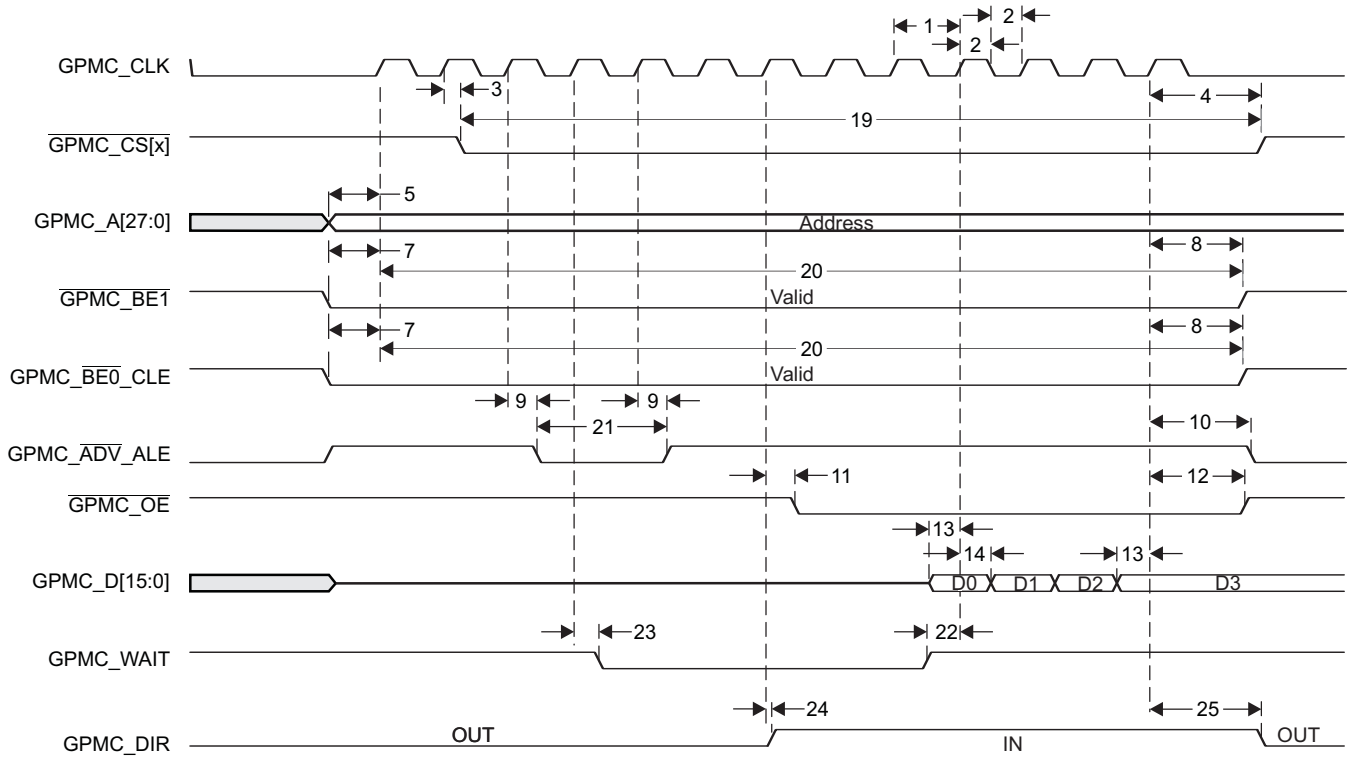 1
2
2
GPMC_CLK
3
4
19
GPMC_CS[x]
5
GPMC_A[27:0]
Address
7
8
20
GPMC_BE1
Valid
7
8
20
GPMC_BE0_CLE
Valid
9
9
21
10
GPMC_ADV_ALE
11
12
GPMC_OE
13
14
13
GPMC_D[15:0]
D0
D1
D2
D3
23
22
GPMC_WAIT
24
25
GPMC_DIR
OUT
IN
OUT